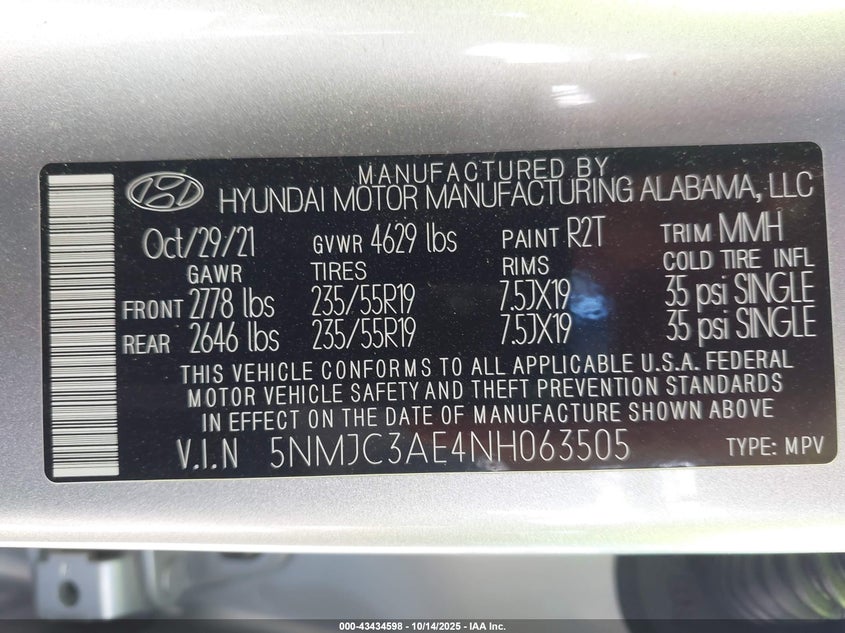 MANUFACTURED BY
HYUNDAI MOTOR MANUFACTURING ALABAMA, LLC
Oct/29/21 GVWR 4629 lbs PAINT R2T TRIM MMH
GAWR TIRES RIMS COLD TIRE INFL
FRONT 2778 lbs 235/55R19 7.5JX19 35 psi SINGLE
REAR 2646 lbs 235/55R19 7.5JX19 35 psi SINGLE
THIS VEHICLE CONFORMS TO ALL APPLICABLE U.S.A. FEDERAL
MOTOR VEHICLE SAFETY AND THEFT PREVENTION STANDARDS
IN EFFECT ON THE DATE OF MANUFACTURE SHOWN ABOVE
V.I.N 5NMJC3AE4NH063505 TYPE: MPV
000-43434598 - 10/14/2025 - IAA Inc.